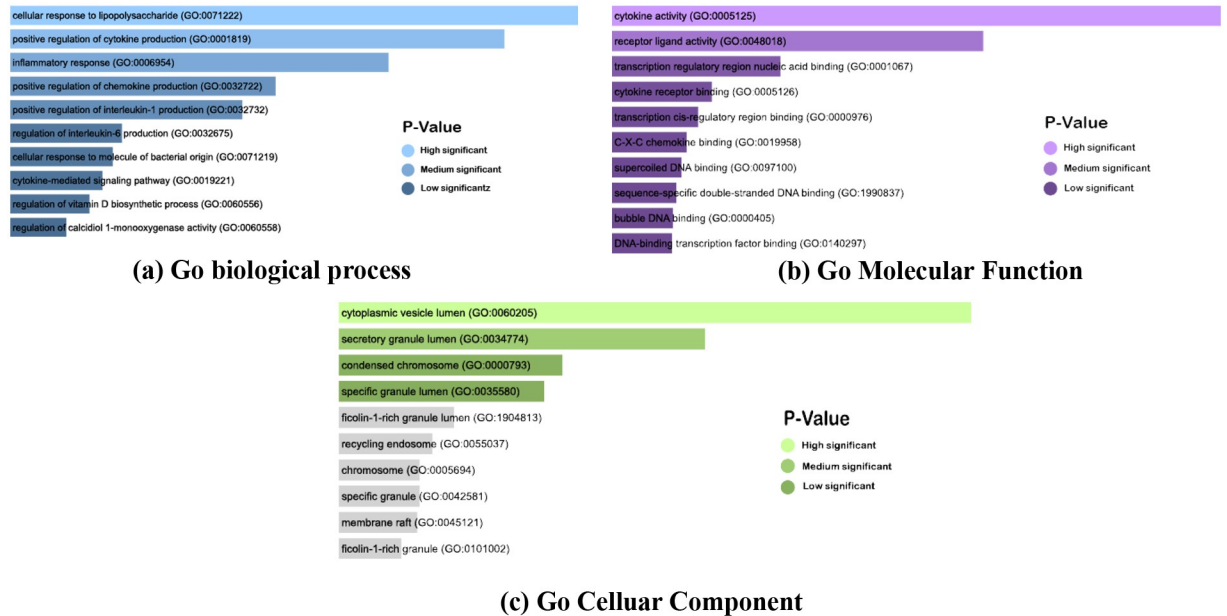 cellular response to lipopolysaccharide (GO:0071222)
positive regulation of cytokine production (GO:0001819)
inflammatory response (GO:0006954)
positive regulation of chemokine production (GO:0032722)
positive regulation of interleukin-1 production (GO:0032732)
regulation of interleukin-6 production (GO:0032675)
cellular response to molecule of bacterial origin (GO:0071219)
cytokine-mediated signaling pathway (GO:0019221)
regulation of vitamin D biosynthetic process (GO:0060556)
regulation of calcidiol 1-monooxygenase activity (GO:0060558)
P-Value
High significant
Medium significant
Low significantz
(a) Go biological process
cytokine activity (GO:0005125)
receptor ligand activity (GO:0048018)
transcription regulatory region nucleic acid binding (GO:0001067)
cytokine receptor binding (GO:0005126)
transcription cis-regulatory region binding (GO:0000976)
C-X-C chemokine binding (GO:0019958)
supercoiled DNA binding (GO:0097100)
sequence-specific double-stranded DNA binding (GO:1990837)
bubble DNA binding (GO:0000405)
DNA-binding transcription factor binding (GO:0140297)
P-Value
High significant
Medium significant
Low significant
(b) Go Molecular Function
cytoplasmic vesicle lumen (GO:0060205)
secretory granule lumen (GO:0034774)
condensed chromosome (GO:0000793)
specific granule lumen (GO:0035580)
ficolin-1-rich granule lumen (GO:1904813)
recycling endosome (GO:0055037)
chromosome (GO:0005694)
specific granule (GO:0042581)
membrane raft (GO:0045121)
ficolin-1-rich granule (GO:0101002)
P-Value
High significant
Medium significant
Low significant
(c) Go Celluar Component